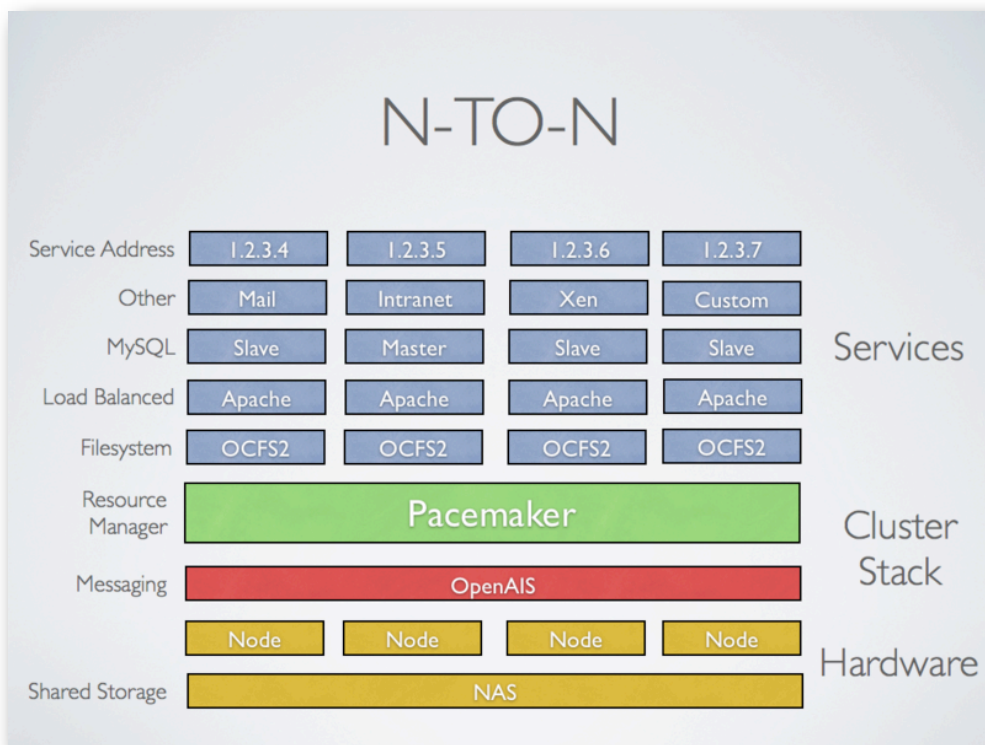 N-TO-N
Service Address 1.2.3.4 1.2.3.5 1.2.3.6 1.2.3.7
Other Mail Intranet Xen Custom
MySQL Slave Master Slave Slave
Services
Load Balanced Apache Apache Apache Apache
Filesystem OCFS2 OCFS2 OCFS2 OCFS2
Resource
Manager
Pacemaker
Cluster
Stack
Messaging OpenAIS
Node Node Node Node
Hardware
Shared Storage NAS